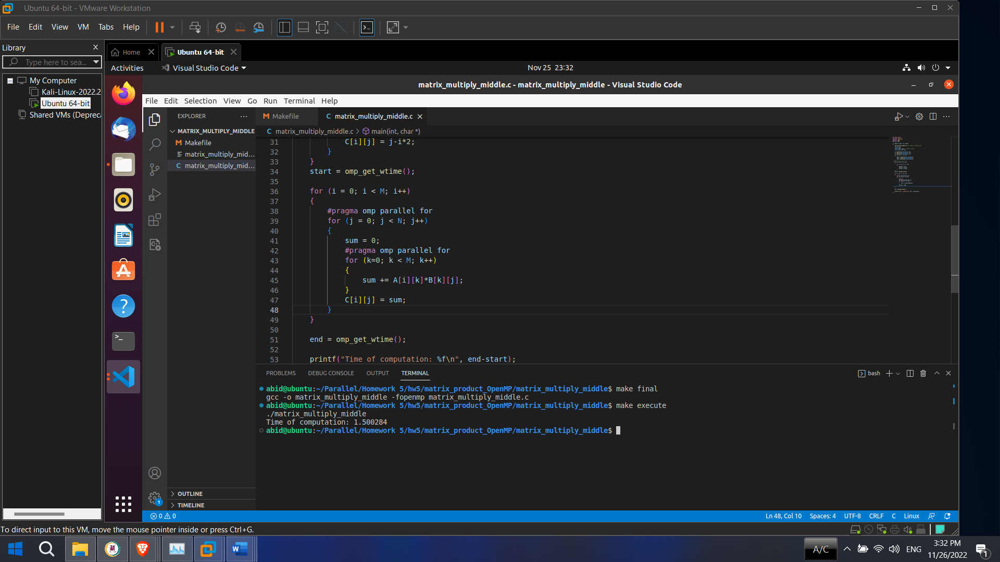 Ubuntu 64-bit - VMware Workstation
File Edit View VM Tabs Help
Library
Type here to sea...
My Computer
Kali-Linux-2022.2
Ubuntu 64-bit
Shared VMs (Depreca
Home
Ubuntu 64-bit
Activities
Visual Studio Code
Nov 25 23:32
matrix_multiply_middle.c - matrix_multiply_middle - Visual Studio Code
File Edit Selection View Go Run Terminal Help
EXPLORER
MATRIX_MULTIPLY_MIDDLE
M Makefile
matrix_multiply_mid...
C matrix_multiply_mid...
OUTLINE
TIMELINE
M Makefile
C matrix_multiply_middle.c
C matrix_multiply_middle.c > main(int, char *)
31 C[i][j] = j-i*2;
32 }
33 }
34 start = omp_get_wtime();
35
36 for (i = 0; i < M; i++)
37 {
38 #pragma omp parallel for
39 for (j = 0; j < N; j++)
40 {
41 sum = 0;
42 #pragma omp parallel for
43 for (k=0; k < M; k++)
44 {
45 sum += A[i][k]*B[k][j];
46 }
47 C[i][j] = sum;
48 }
49 }
50
51 end = omp_get_wtime();
52
53 printf("Time of computation: %f\n", end-start);
PROBLEMS DEBUG CONSOLE OUTPUT TERMINAL
bash
abid@ubuntu:~/Parallel/Homework 5/hw5/matrix_product_OpenMP/matrix_multiply_middle$ make final
gcc -o matrix_multiply_middle -fopenmp matrix_multiply_middle.c
abid@ubuntu:~/Parallel/Homework 5/hw5/matrix_product_OpenMP/matrix_multiply_middle$ make execute
./matrix_multiply_middle
Time of computation: 1.500284
abid@ubuntu:~/Parallel/Homework 5/hw5/matrix_product_OpenMP/matrix_multiply_middle$
1
0 0
Ln 48, Col 10 Spaces: 4 UTF-8 CRLF C Linux
To direct input to this VM, move the mouse pointer inside or press Ctrl+G.
A/C
ENG
3:32 PM
11/26/2022
1